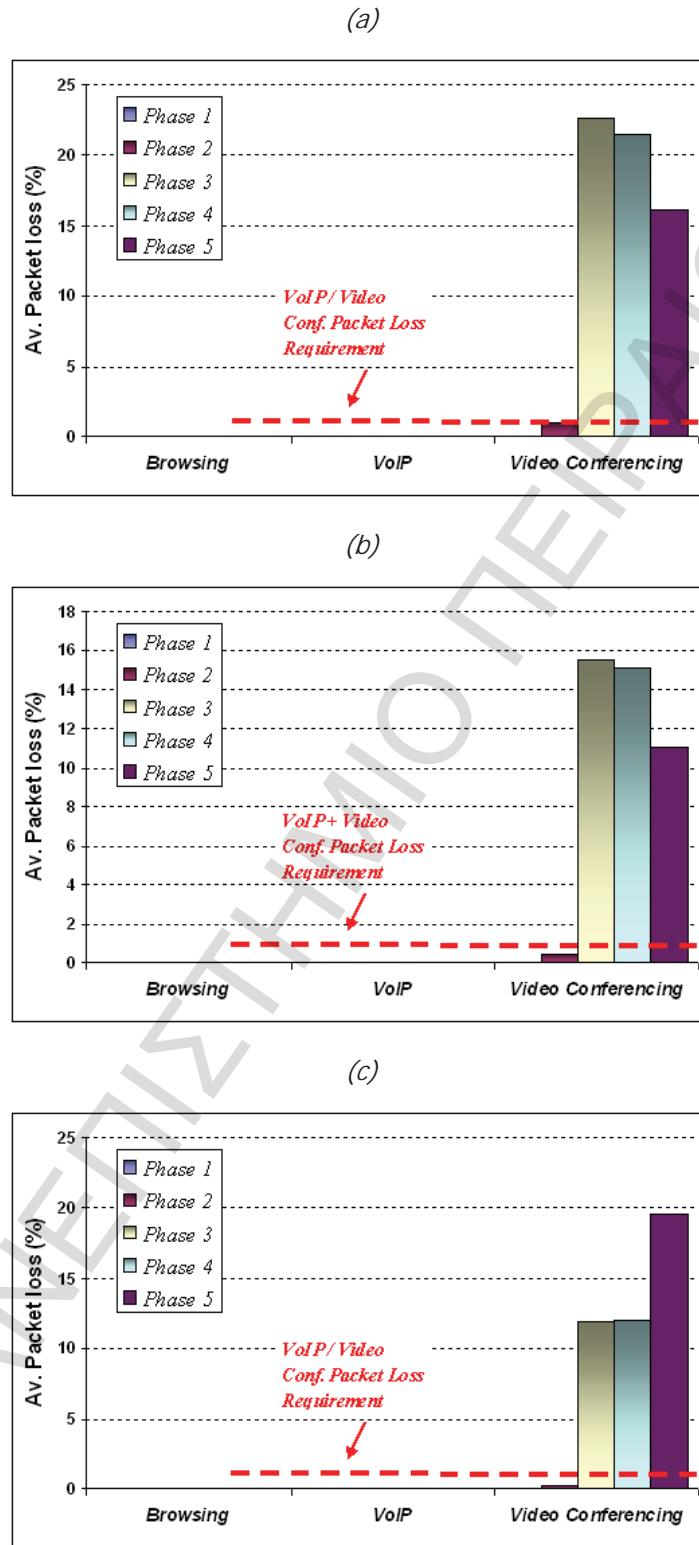 (a)
25
20
15
10
5
0
Av. Packet loss (%)
Phase 1
Phase 2
Phase 3
Phase 4
Phase 5
VoIP/ Video
Conf. Packet Loss
Requirement
Browsing VoIP Video Conferencing
(b)
18
16
14
12
10
8
6
4
2
0
Av. Packet loss (%)
Phase 1
Phase 2
Phase 3
Phase 4
Phase 5
VoIP+ Video
Conf. Packet Loss
Requirement
Browsing VoIP Video Conferencing
(c)
25
20
15
10
5
0
Av. Packet loss (%)
Phase 1
Phase 2
Phase 3
Phase 4
Phase 5
VoIP/ Video
Conf. Packet Loss
Requirement
Browsing VoIP Video Conferencing
ΝΕΠΙΣΤΗΜΙΟ ΠΕΙΡΑΙ